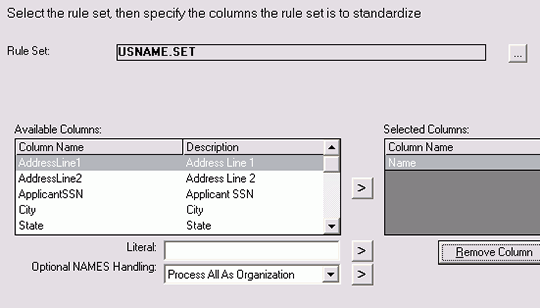 Select the rule set, then specify the columns the rule set is to standardize
Rule Set: USNAME.SET ...
Available Columns: Selected Columns:
Column Name Description Column Name
AddressLine1 Address Line 1 Name
AddressLine2 Address Line 2
ApplicantSSN Applicant SSN >
City City
State State
Literal: > Remove Column
Optional NAMES Handling: Process All As Organization >